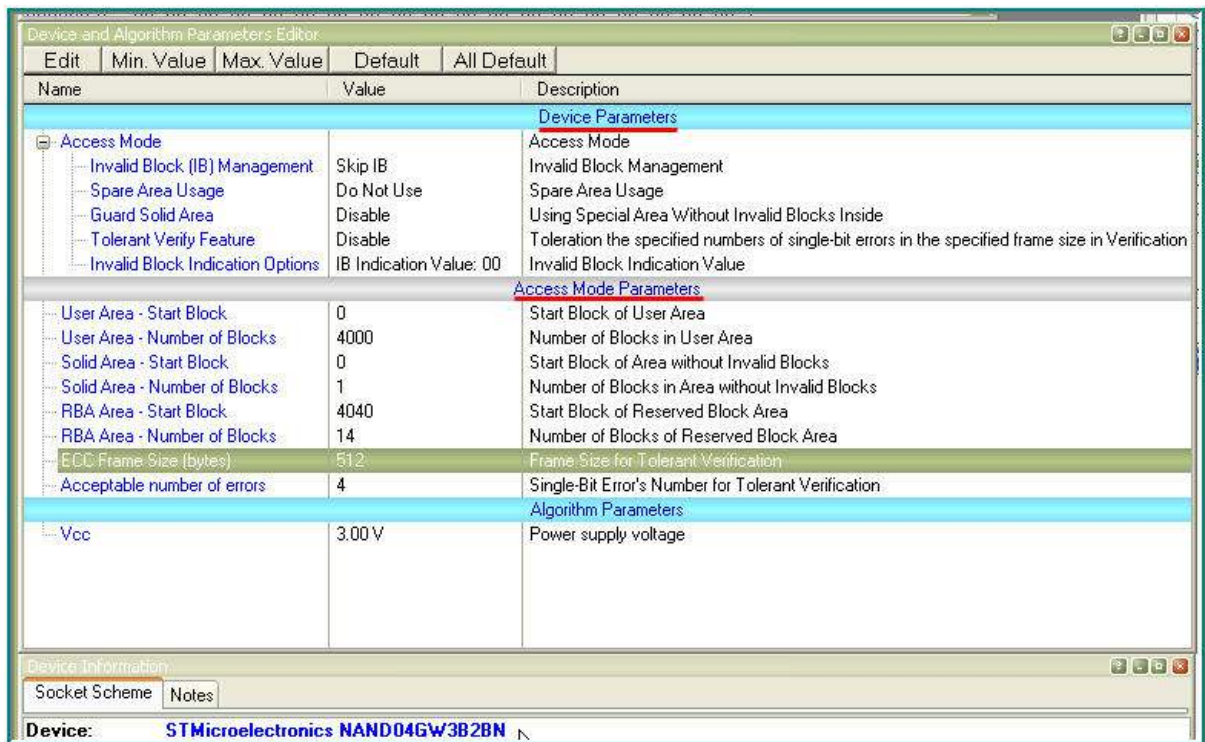 Device and Algorithm Parameters Editor
Edit Min. Value Max. Value Default All Default
Name Value Description
Device Parameters
Access Mode Access Mode
Invalid Block (IB) Management Skip IB Invalid Block Management
Spare Area Usage Do Not Use Spare Area Usage
Guard Solid Area Disable Using Special Area Without Invalid Blocks Inside
Tolerant Verify Feature Disable Toleration the specified numbers of single-bit errors in the specified frame size in Verification
Invalid Block Indication Options IB Indication Value: 00 Invalid Block Indication Value
Access Mode Parameters
User Area - Start Block 0 Start Block of User Area
User Area - Number of Blocks 4000 Number of Blocks in User Area
Solid Area - Start Block 0 Start Block of Area without Invalid Blocks
Solid Area - Number of Blocks 1 Number of Blocks in Area without Invalid Blocks
RBA Area - Start Block 4040 Start Block of Reserved Block Area
RBA Area - Number of Blocks 14 Number of Blocks of Reserved Block Area
ECC Frame Size (bytes) 512 Frame Size for Tolerant Verification
Acceptable number of errors 4 Single-Bit Error's Number for Tolerant Verification
Algorithm Parameters
Vcc 3.00 V Power supply voltage
Device Information
Socket Scheme Notes
Device: STMicroelectronics NAND04GW3B2BN